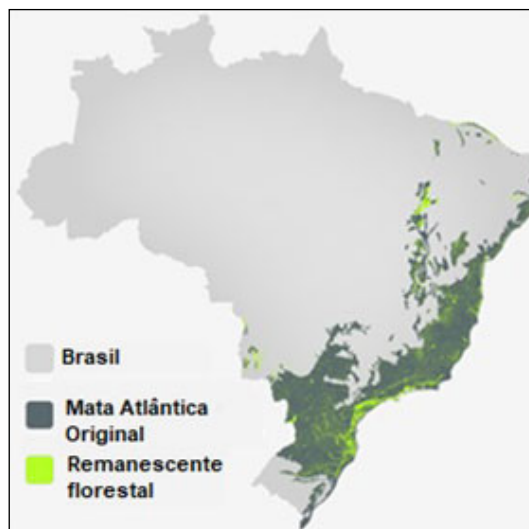 Brasil
Mata Atlântica
Original
Remanescente
florestal